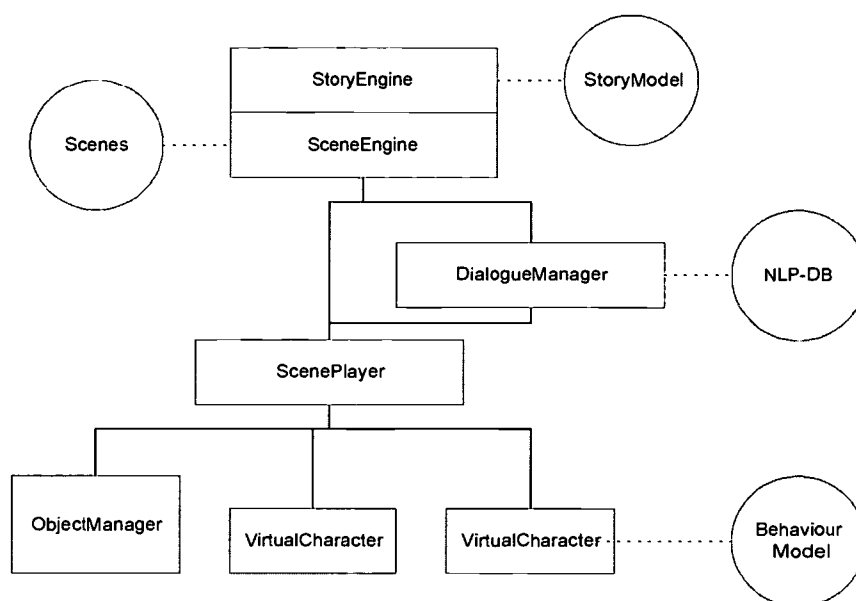 StoryEngine
StoryModel
Scenes
SceneEngine
DialogueManager
NLP-DB
ScenePlayer
ObjectManager
VirtualCharacter
VirtualCharacter
Behaviour
Model